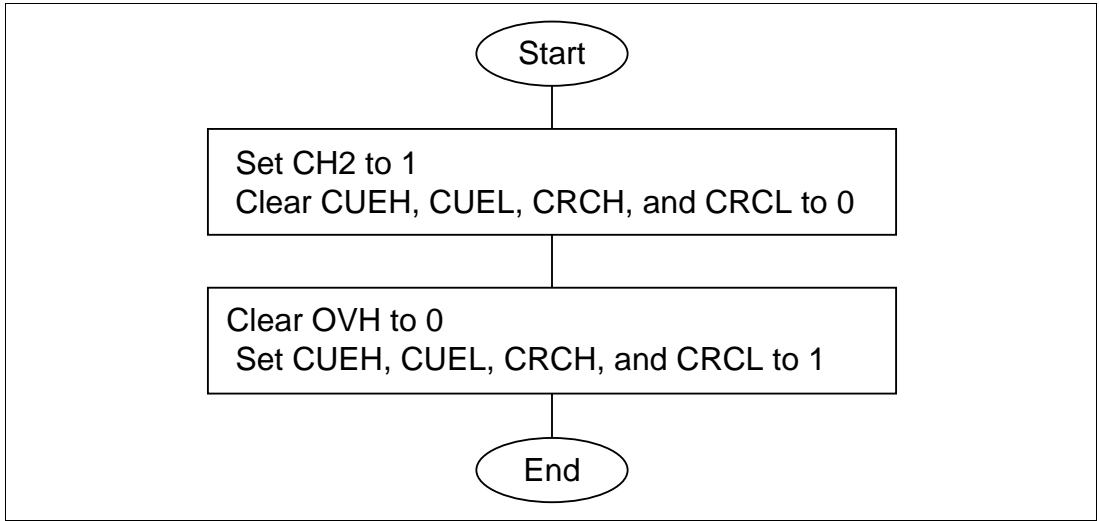 Start
Set CH2 to 1
Clear CUEH, CUEL, CRCH, and CRCL to 0
Clear OVH to 0
Set CUEH, CUEL, CRCH, and CRCL to 1
End